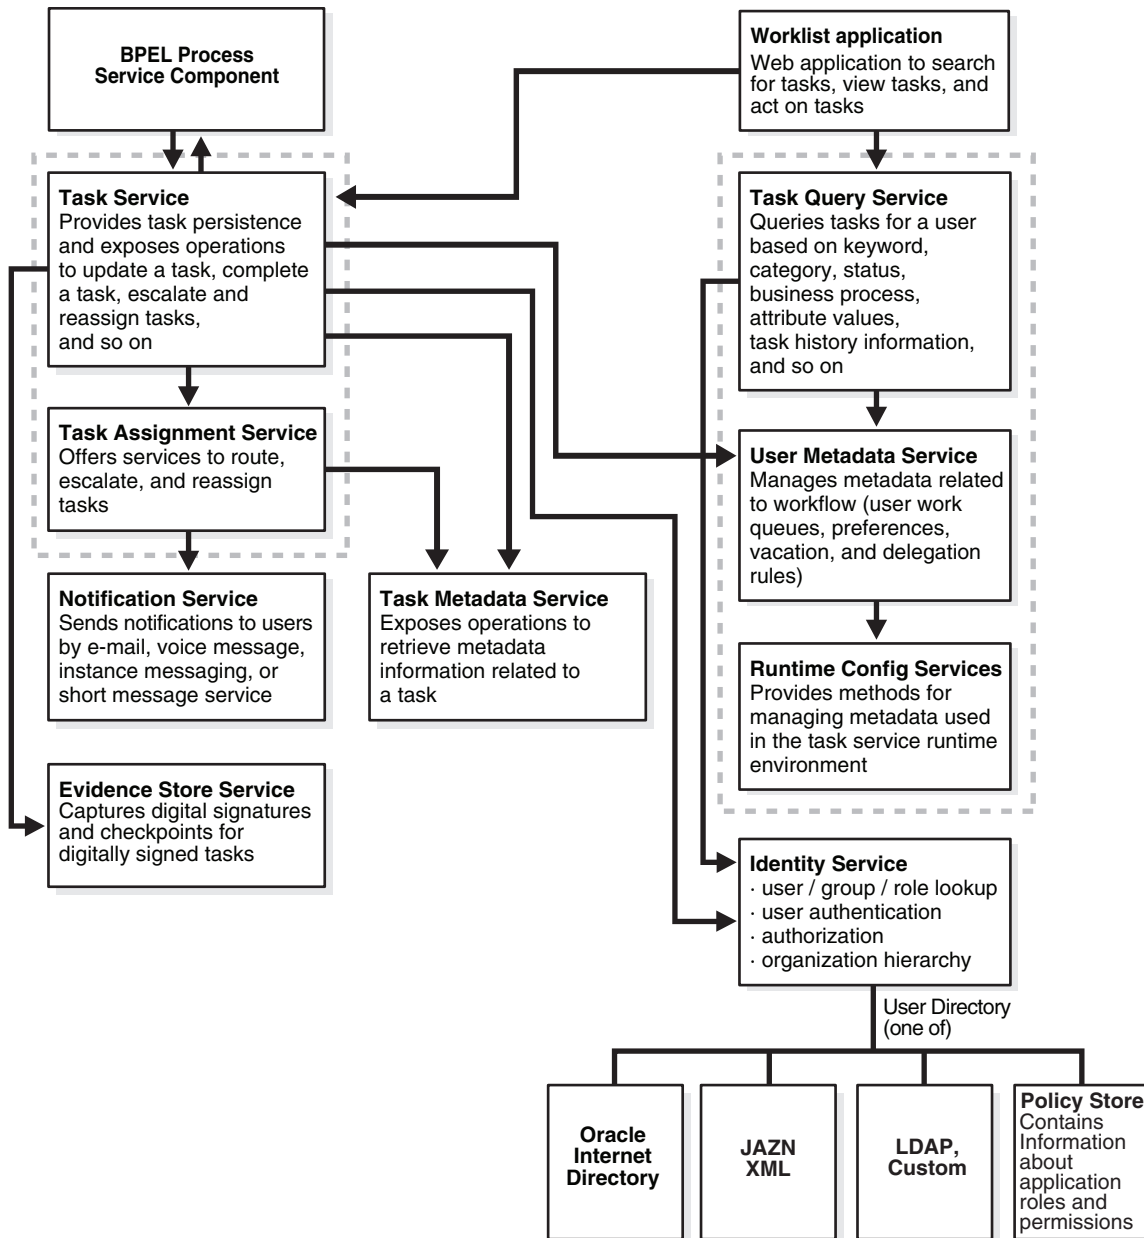 BPEL Process
Service Component
Worklist application
Web application to search
for tasks, view tasks, and
act on tasks
Task Service
Provides task persistence
and exposes operations
to update a task, complete
a task, escalate and
reassign tasks,
and so on
Task Query Service
Queries tasks for a user
based on keyword,
category, status,
business process,
attribute values,
task history information,
and so on
Task Assignment Service
Offers services to route,
escalate, and reassign
tasks
User Metadata Service
Manages metadata related
to workflow (user work
queues, preferences,
vacation, and delegation
rules)
Notification Service
Sends notifications to users
by e-mail, voice message,
instance messaging, or
short message service
Task Metadata Service
Exposes operations to
retrieve metadata
information related to
a task
Runtime Config Services
Provides methods for
managing metadata used
in the task service runtime
environment
Evidence Store Service
Captures digital signatures
and checkpoints for
digitally signed tasks
Identity Service
· user / group / role lookup
· user authentication
· authorization
· organization hierarchy
User Directory
(one of)
Oracle
Internet
Directory
JAZN
XML
LDAP,
Custom
Policy Store
Contains
Information
about
application
roles and
permissions